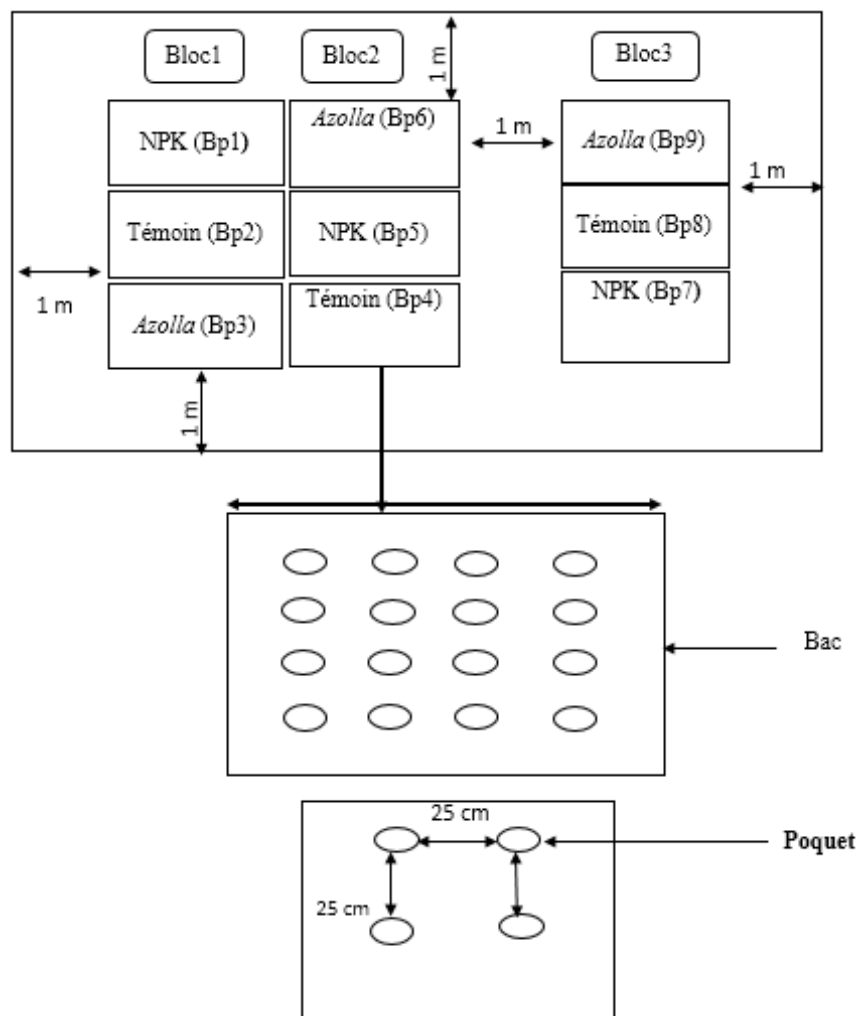 Bloc1
Bloc2
Bloc3
1 m
NPK (Bp1)
Azolla (Bp6)
1 m
Azolla (Bp9)
1 m
Témoin (Bp2)
NPK (Bp5)
Témoin (Bp8)
1 m
Azolla (Bp3)
Témoin (Bp4)
NPK (Bp7)
1 m
Bac
25 cm
Poquet
25 cm